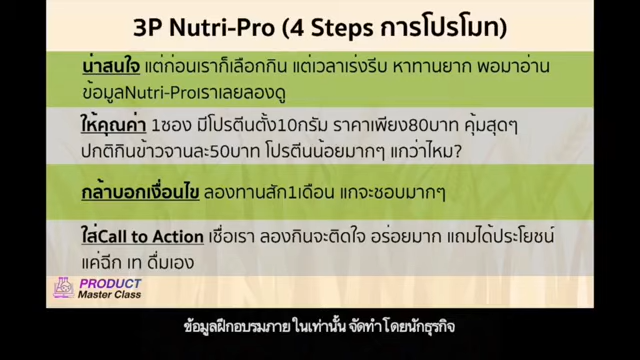 3P Nutri-Pro (4 Steps การโปรโมท)
น่าสนใจ แต่ก่อนเราก็เลือกกิน แต่เวลาเร่งรีบ หาทานยาก พอมาอ่าน
ข้อมูลNutri-Proเราเลยลองดู
ให้คุณค่า 1ซอง มีโปรตีนตั้ง10กรัม ราคาเพียง80บาท คุ้มสุดๆ
ปกติกินข้าวจานละ50บาท โปรตีนน้อยมากๆ แกว่าไหม?
กล้าบอกเงื่อนไข ลองทานสัก1เดือน แกจะชอบมากๆ
ใส่Call to Action เชื่อเรา ลองกินจะติดใจ อร่อยมาก แถมได้ประโยชน์
แค่ฉีก เท ดื่มเอง
PRODUCT
Master Class
ข้อมูลฝึกอบรมภายในเท่านั้น จัดทำโดยนักธุรกิจ